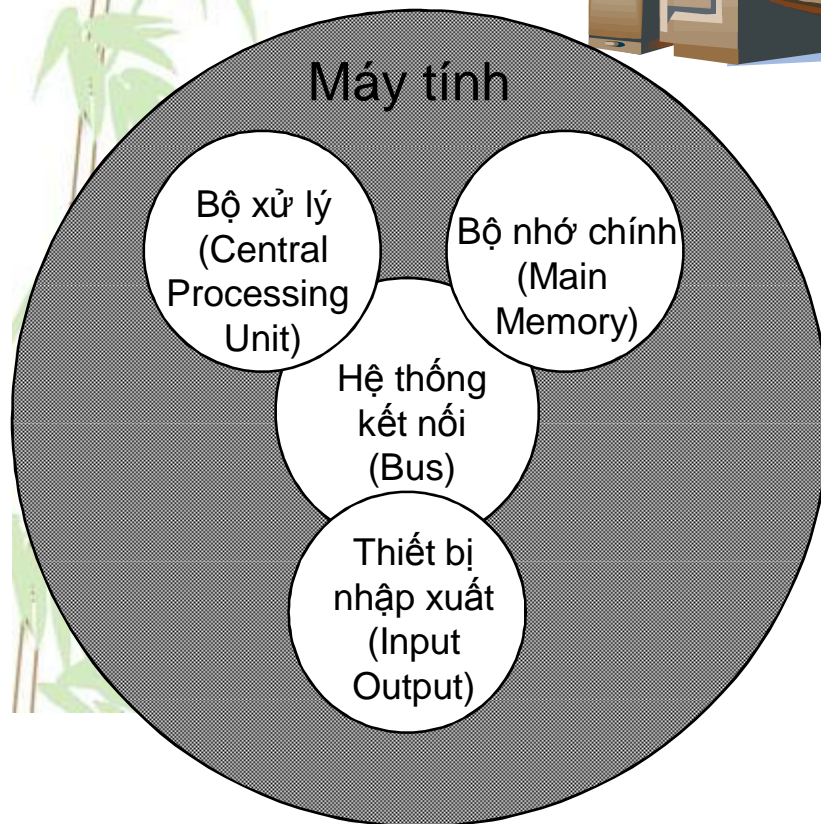 Máy tính
Bộ xử lý
(Central
Processing
Unit)
Bộ nhớ chính
(Main
Memory)
Hệ thống
kết nối
(Bus)
Thiết bị
nhập xuất
(Input
Output)